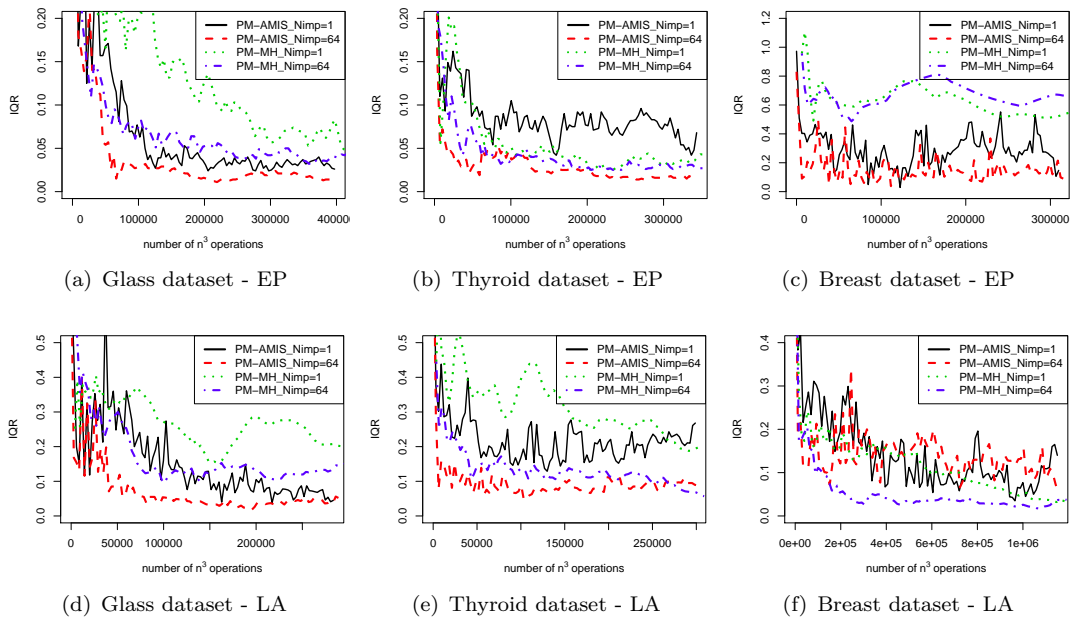 0.20
0.15
0.10
0.05
0.00
IQR
PM−AMIS_Nimp=1
PM−AMIS_Nimp=64
PM−MH_Nimp=1
PM−MH_Nimp=64
0 100000 200000 300000 40000
number of n³ operations
(a) Glass dataset - EP
0.20
0.15
0.10
0.05
0.00
IQR
PM−AMIS_Nimp=1
PM−AMIS_Nimp=64
PM−MH_Nimp=1
PM−MH_Nimp=64
0 100000 200000 300000
number of n³ operations
(b) Thyroid dataset - EP
1.2
1.0
0.8
0.6
0.4
0.2
0.0
IQR
PM−AMIS_Nimp=1
PM−AMIS_Nimp=64
PM−MH_Nimp=1
PM−MH_Nimp=64
0 100000 200000 300000
number of n³ operations
(c) Breast dataset - EP
0.5
0.4
0.3
0.2
0.1
0.0
IQR
PM−AMIS_Nimp=1
PM−AMIS_Nimp=64
PM−MH_Nimp=1
PM−MH_Nimp=64
0 50000 100000 200000
number of n³ operations
(d) Glass dataset - LA
0.5
0.4
0.3
0.2
0.1
0.0
IQR
PM−AMIS_Nimp=1
PM−AMIS_Nimp=64
PM−MH_Nimp=1
PM−MH_Nimp=64
0 50000 150000 250000
number of n³ operations
(e) Thyroid dataset - LA
0.4
0.3
0.2
0.1
0.0
IQR
PM−AMIS_Nimp=1
PM−AMIS_Nimp=64
PM−MH_Nimp=1
PM−MH_Nimp=64
0e+00 2e+05 4e+05 6e+05 8e+05 1e+06
number of n³ operations
(f) Breast dataset - LA